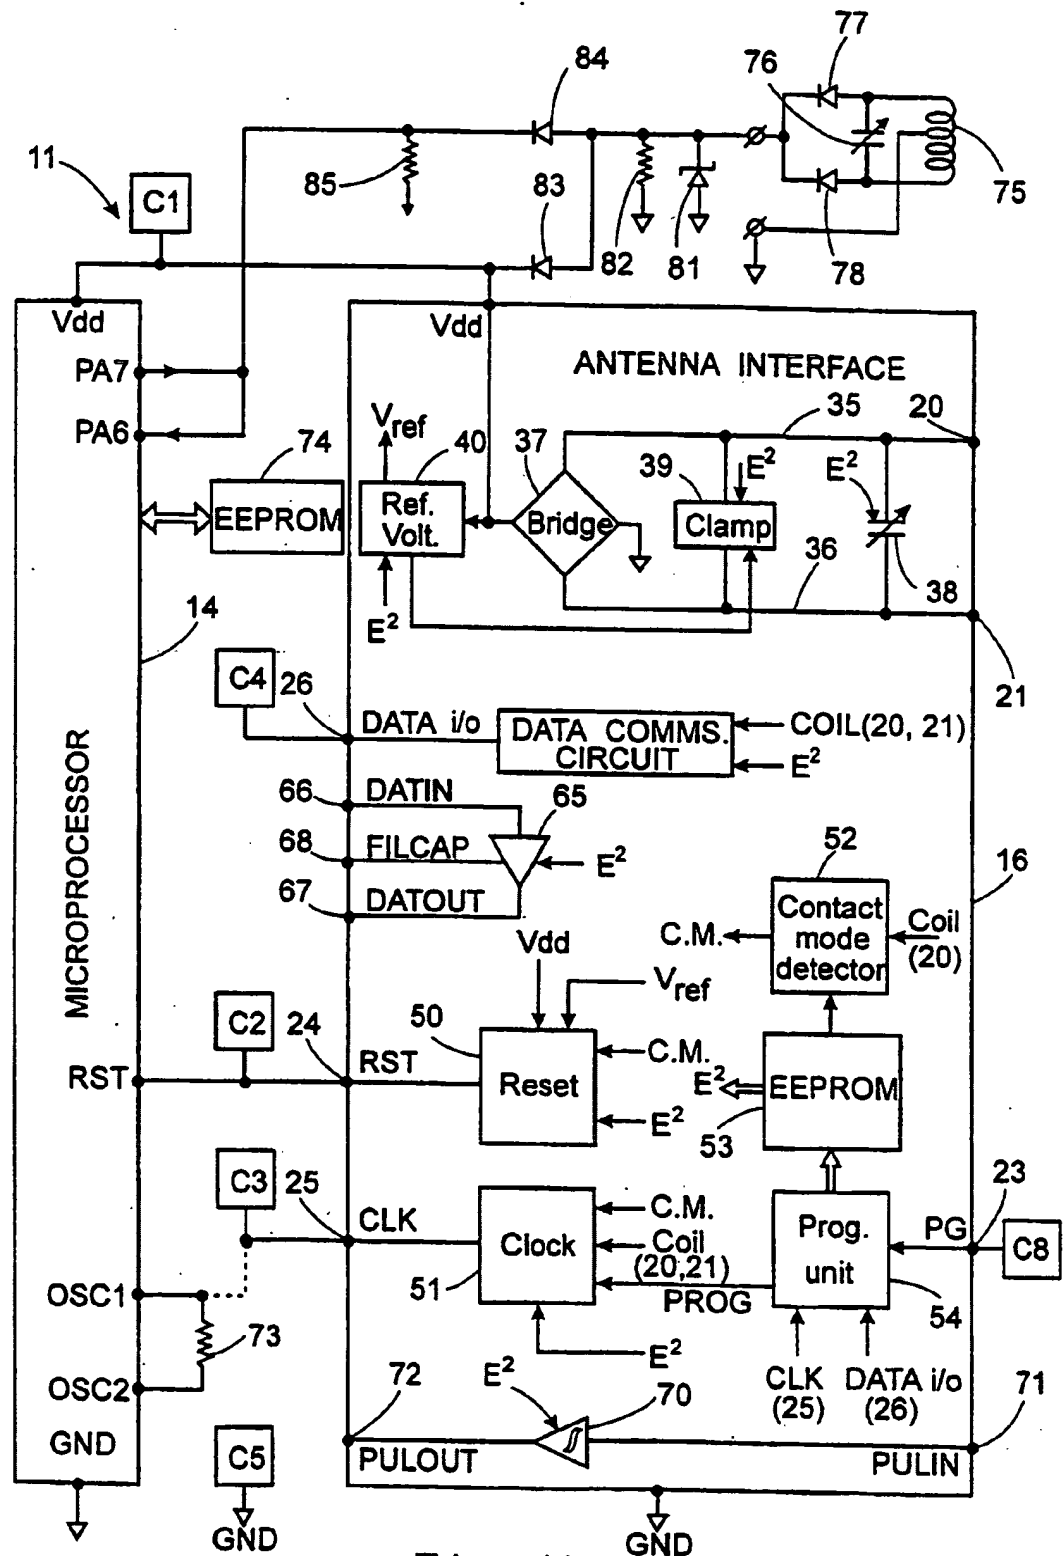 77
76
84
11
85
83
C1
82
81
78
75
Vdd
Vdd
PA7
ANTENNA INTERFACE
PA6
Vref
35
20
74
40
37
39
E²
E²
EEPROM
Ref.
Volt.
Bridge
Clamp
36
38
E²
14
21
C4
26
DATA i/o
DATA COMMS.
CIRCUIT
COIL(20, 21)
E²
66
DATIN
65
68
FILCAP
E²
52
16
67
DATOUT
MICROPROCESSOR
Contact
mode
detector
C.M.
Coil
(20)
Vdd
Vref
C2
24
50
C.M.
RST
RST
Reset
E²
EEPROM
E²
53
C3
25
23
CLK
C.M.
Clock
Coil
(20,21)
Prog.
unit
PG
C8
51
PROG
OSC1
54
73
E²
OSC2
CLK
(25)
DATA i/o
(26)
72
E²
70
71
GND
C5
PULOUT
PULIN
GND
GND